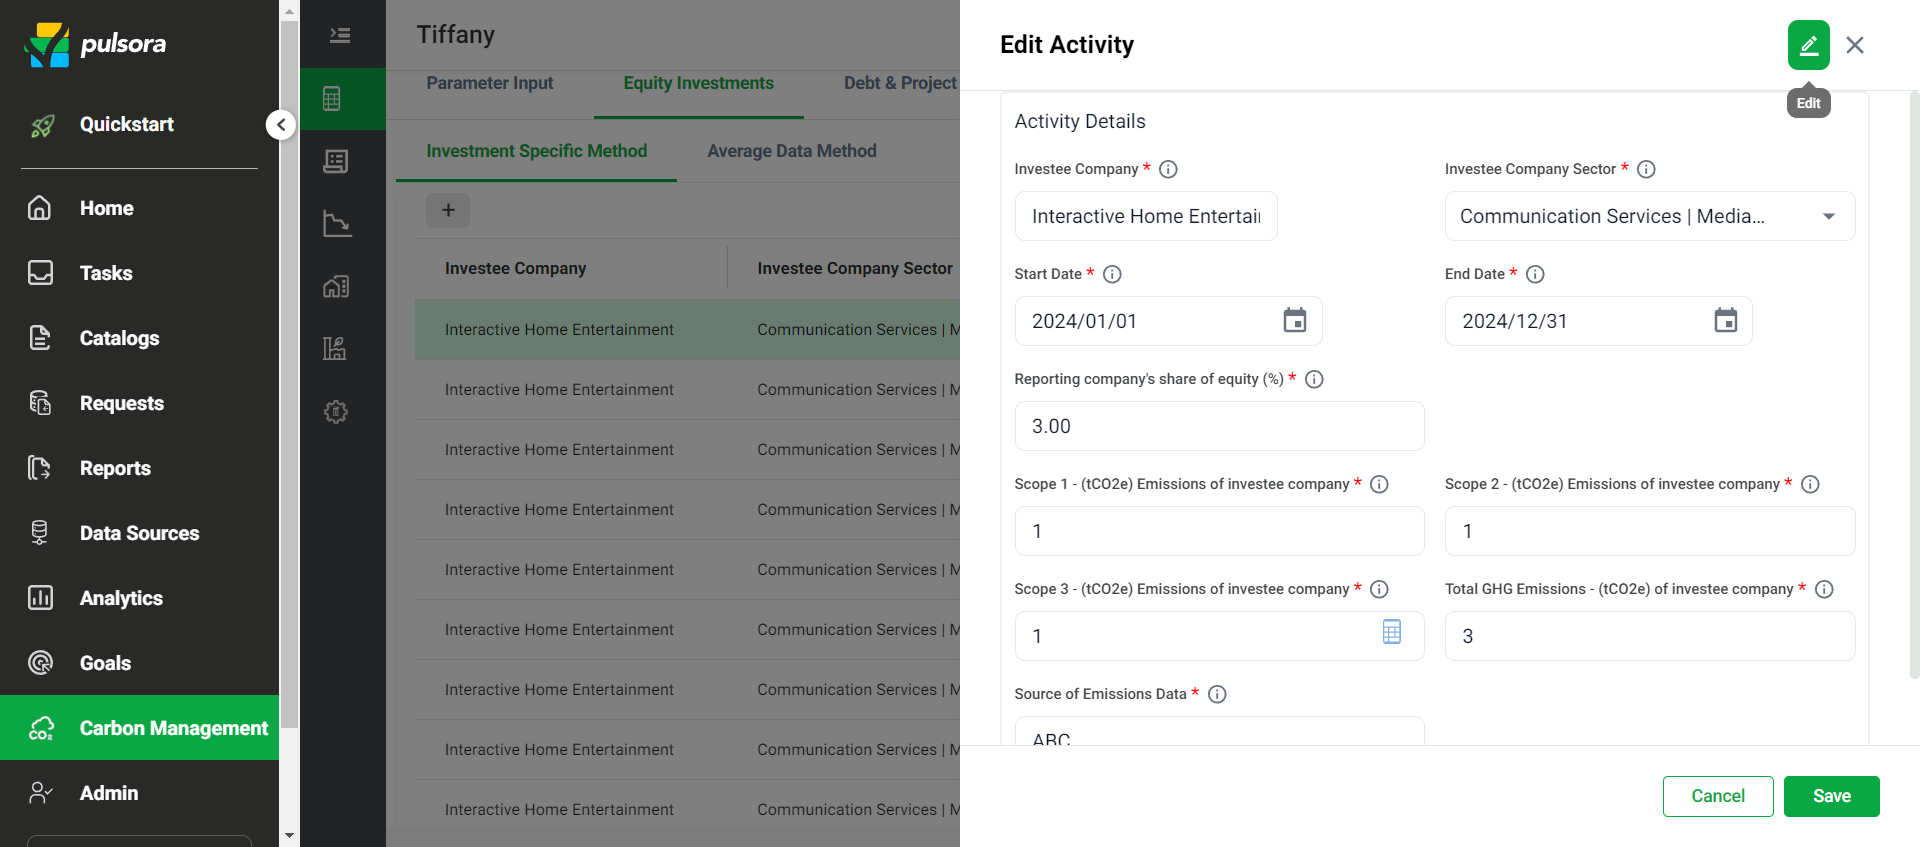 pulsora
Quickstart
Home
Tasks
Catalogs
Requests
Reports
Data Sources
Analytics
Goals
CO₂
Carbon Management
Admin
Tiffany
Parameter Input
Equity Investments
Debt & Project
Investment Specific Method
Average Data Method
+
Investee Company
Investee Company Sector
Interactive Home Entertainment
Communication Services | M
Interactive Home Entertainment
Communication Services | M
Interactive Home Entertainment
Communication Services | M
Interactive Home Entertainment
Communication Services | M
Interactive Home Entertainment
Communication Services | M
Interactive Home Entertainment
Communication Services | M
Interactive Home Entertainment
Communication Services | M
Interactive Home Entertainment
Communication Services | M
Interactive Home Entertainment
Communication Services | M
Edit Activity
Edit
Activity Details
Investee Company *
Investee Company Sector *
Interactive Home Entertai
Communication Services | Media...
Start Date *
End Date *
2024/01/01
2024/12/31
Reporting company's share of equity (%) *
3.00
Scope 1 - (tCO2e) Emissions of investee company *
Scope 2 - (tCO2e) Emissions of investee company *
1
1
Scope 3 - (tCO2e) Emissions of investee company *
Total GHG Emissions - (tCO2e) of investee company *
1
3
Source of Emissions Data *
ABC
Cancel
Save